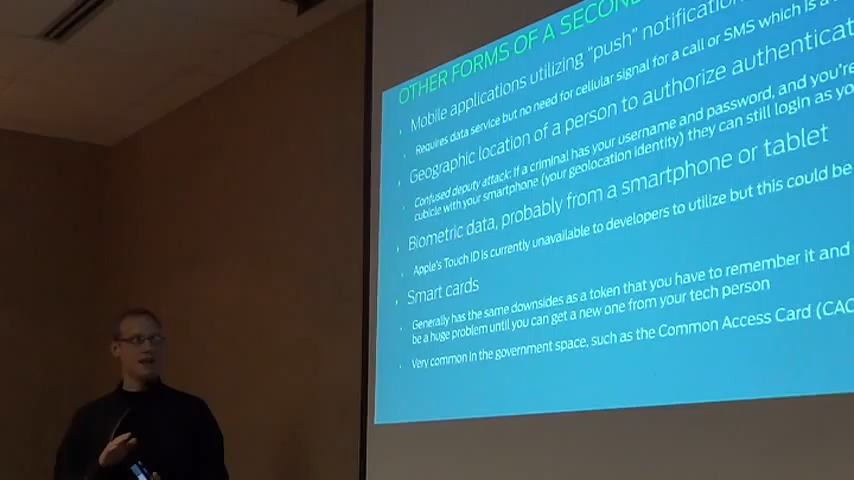 OTHER FORMS OF A SECOND
Mobile applications utilizing "push" notification
Requires data service but no need for cellular signal for a call or SMS which is a
Geographic location of a person to authorize authenticat
Confused deputy attack: If a criminal has your username and password, and you're
cubicle with your smartphone (your geolocation identity) they can still login as yo
Biometric data, probably from a smartphone or tablet
Apple's Touch ID is currently unavailable to developers to utilize but this could be
Smart cards
Generally has the same downsides as a token that you have to remember it and
be a huge problem until you can get a new one from your tech person
Very common in the government space, such as the Common Access Card (CAC